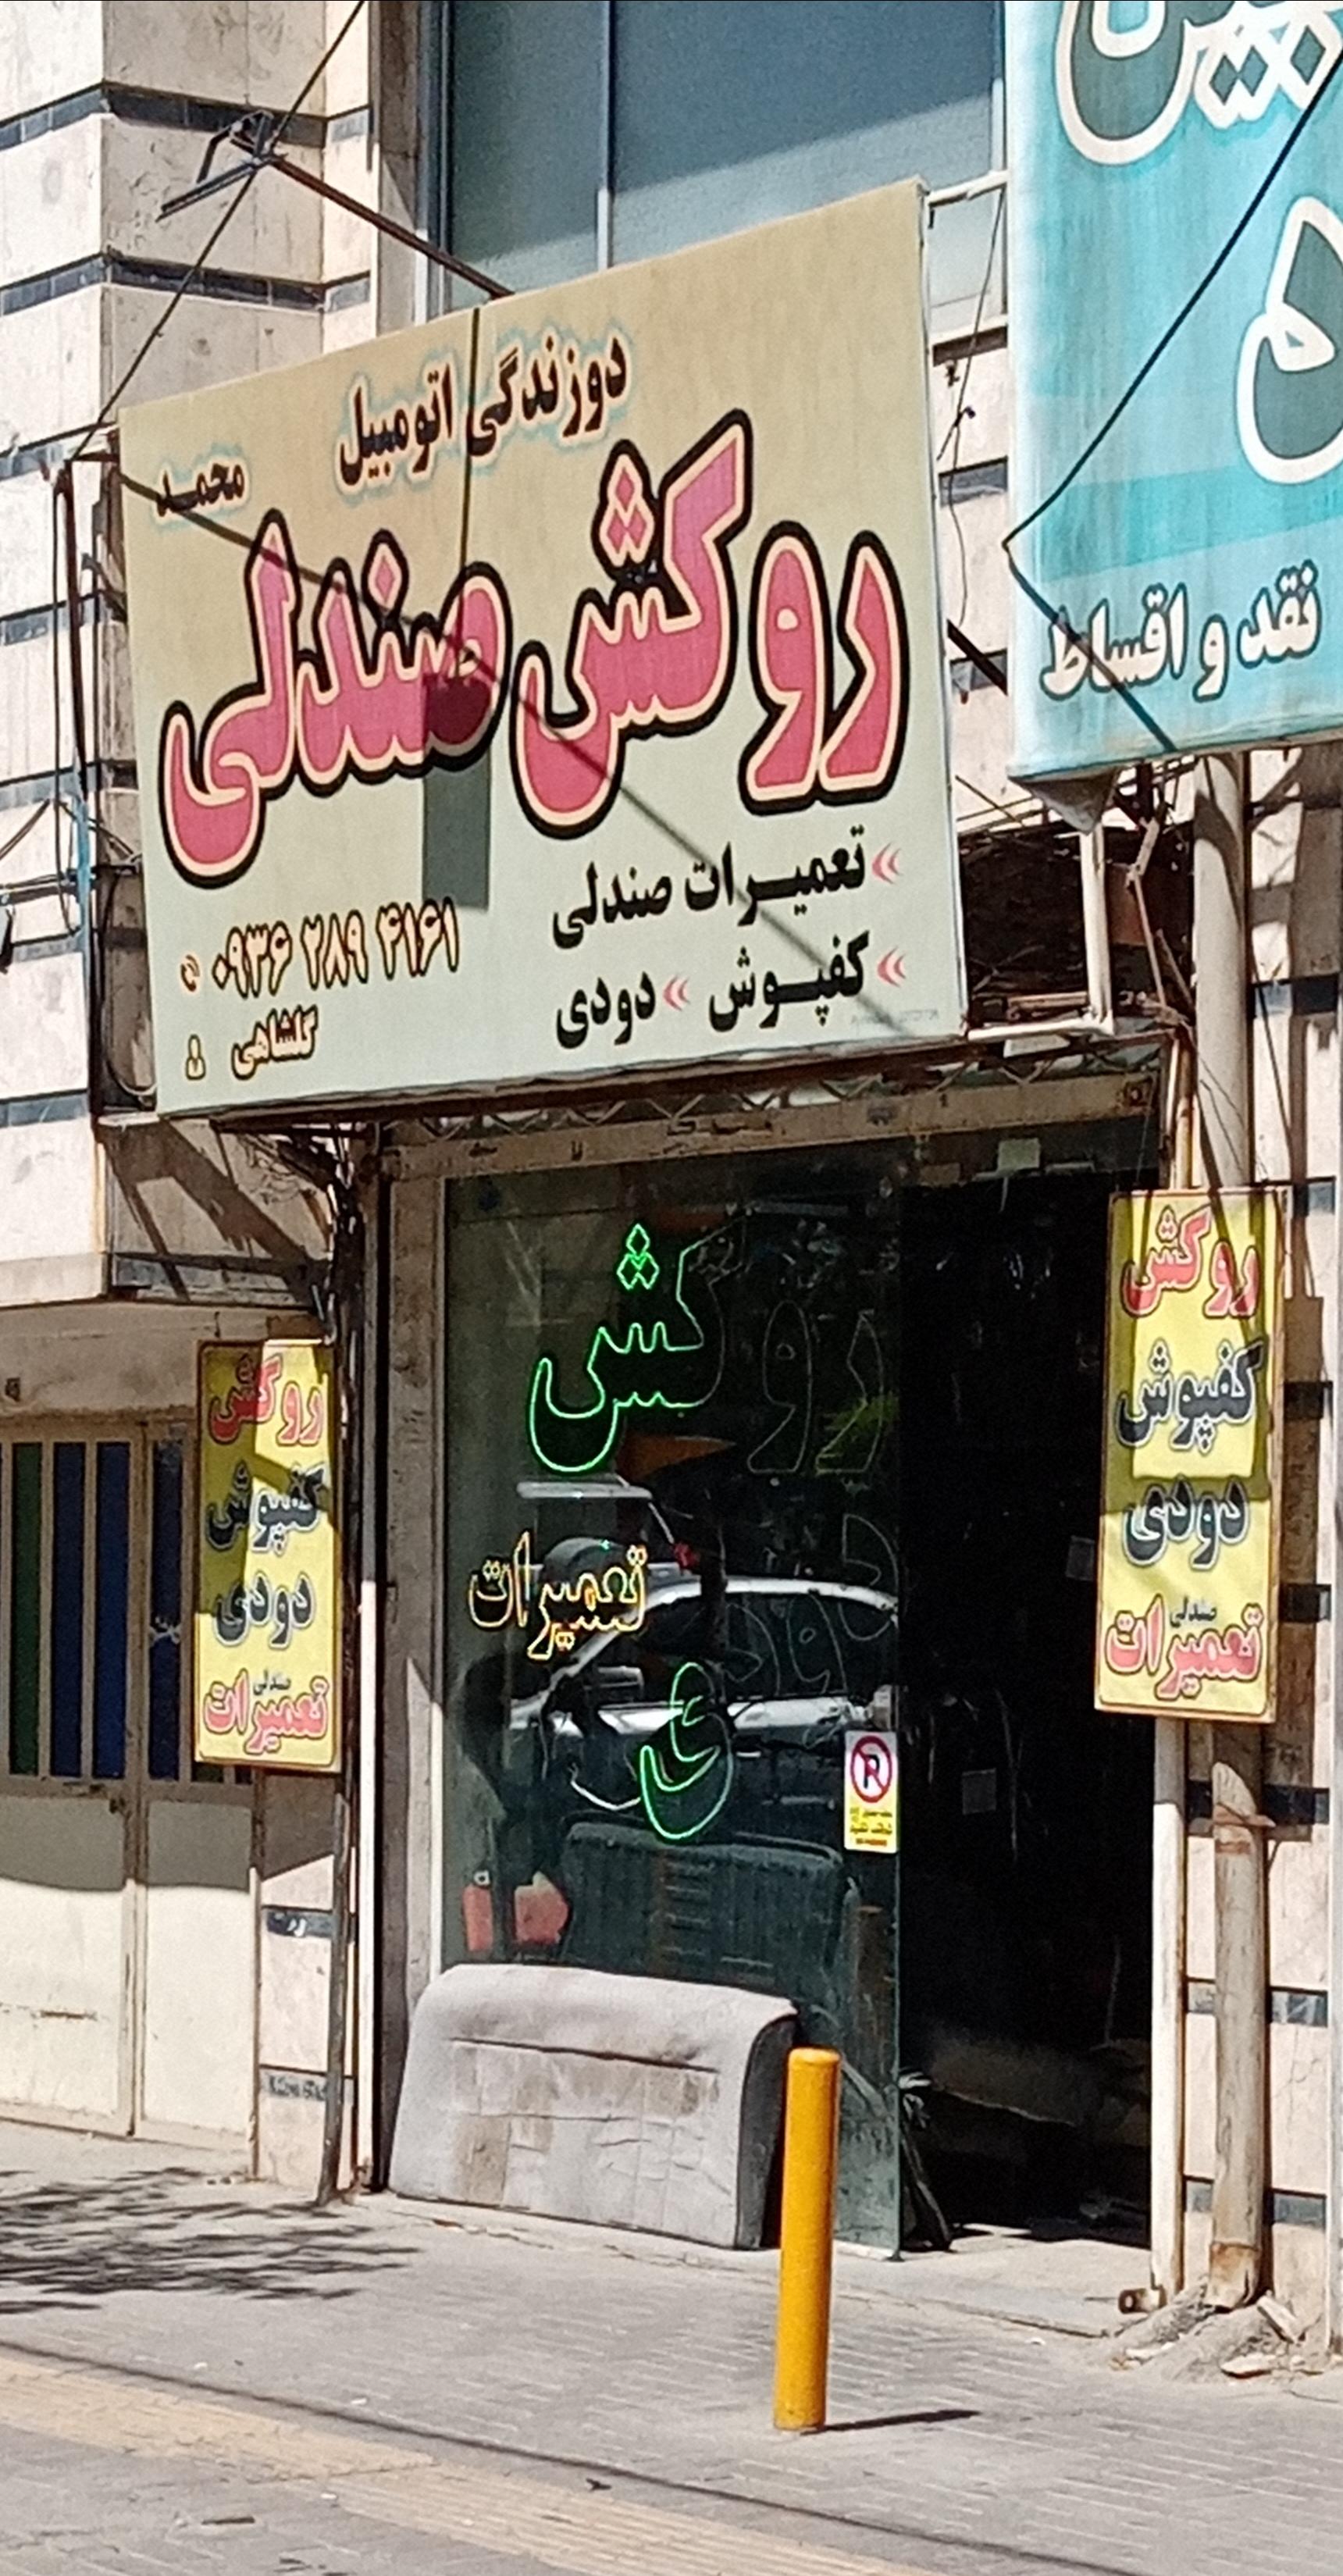 دوزندگی اتومبیل
محمد
روکش صندلی
تعمیرات صندلی
کفپوش » دودی
۰۹۳۶ ۲۸۹ ۴۱۶۱
گلشاهی
نقد و اقساط
روکش
تعمیرات
روکش
کفپوش
دودی
صندلی
تعمیرات
روکش
کفپوش
دودی
صندلی
تعمیرات